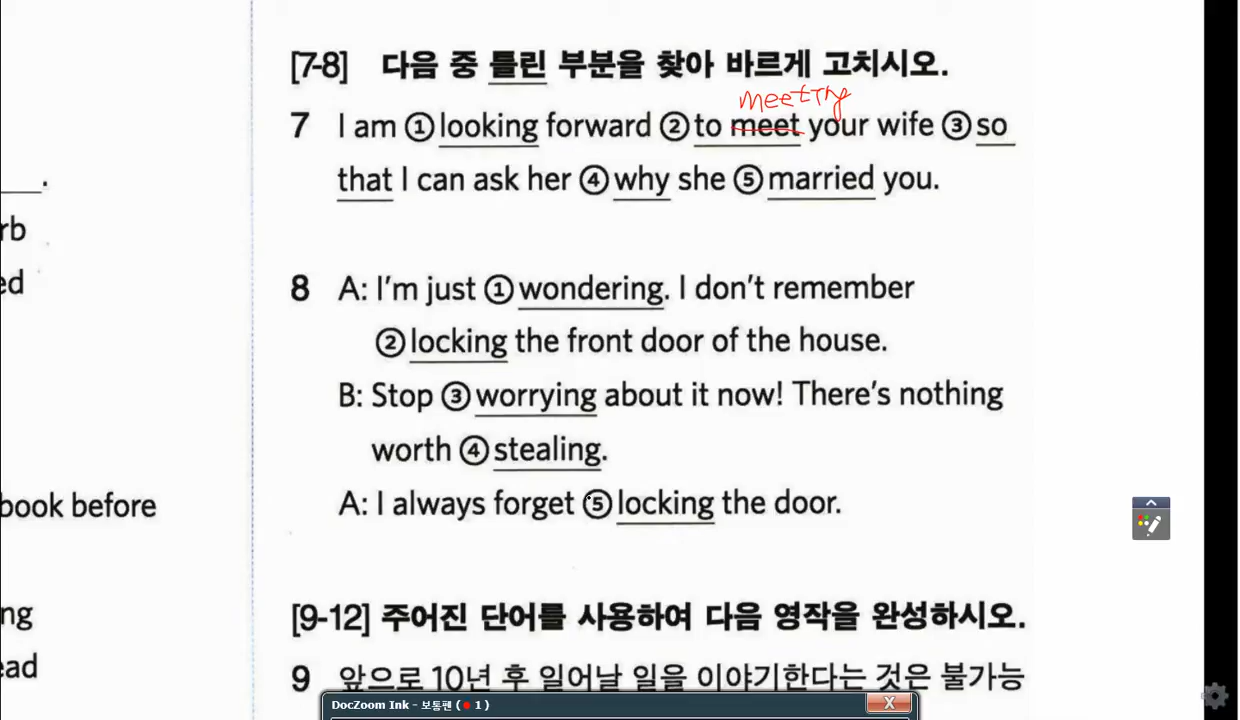 [7-8] 다음 중 틀린 부분을 찾아 바르게 고치시오.
meeting
7 I am ① looking forward ② to meet your wife ③ so
that I can ask her ④ why she ⑤ married you.
8 A: I'm just ① wondering. I don't remember
② locking the front door of the house.
B: Stop ③ worrying about it now! There's nothing
worth ④ stealing.
A: I always forget ⑤ locking the door.
[9-12] 주어진 단어를 사용하여 다음 영작을 완성하시오.
9 앞으로 10년 후 일어날 일을 이야기한다는 것은 불가능
.
rb
ed
book before
ng
ead
DocZoom Ink - 보통펜 ( 1 )
X